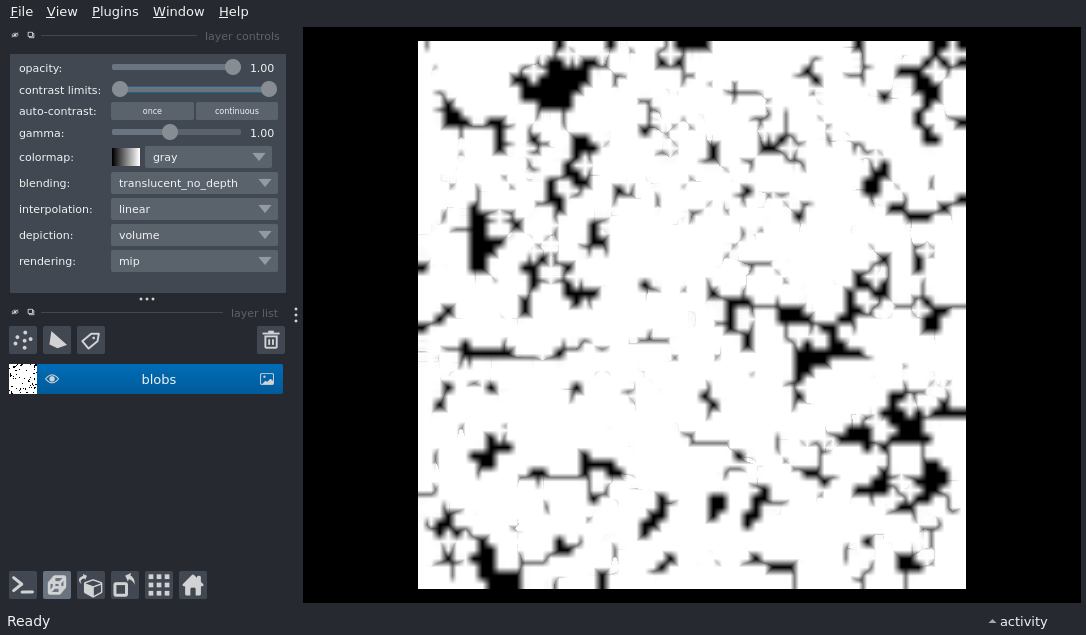 File View Plugins Window Help
layer controls
opacity: 1.00
contrast limits:
auto-contrast: once continuous
gamma: 1.00
colormap: gray
blending: translucent_no_depth
interpolation: linear
depiction: volume
rendering: mip
layer list
blobs
Ready activity